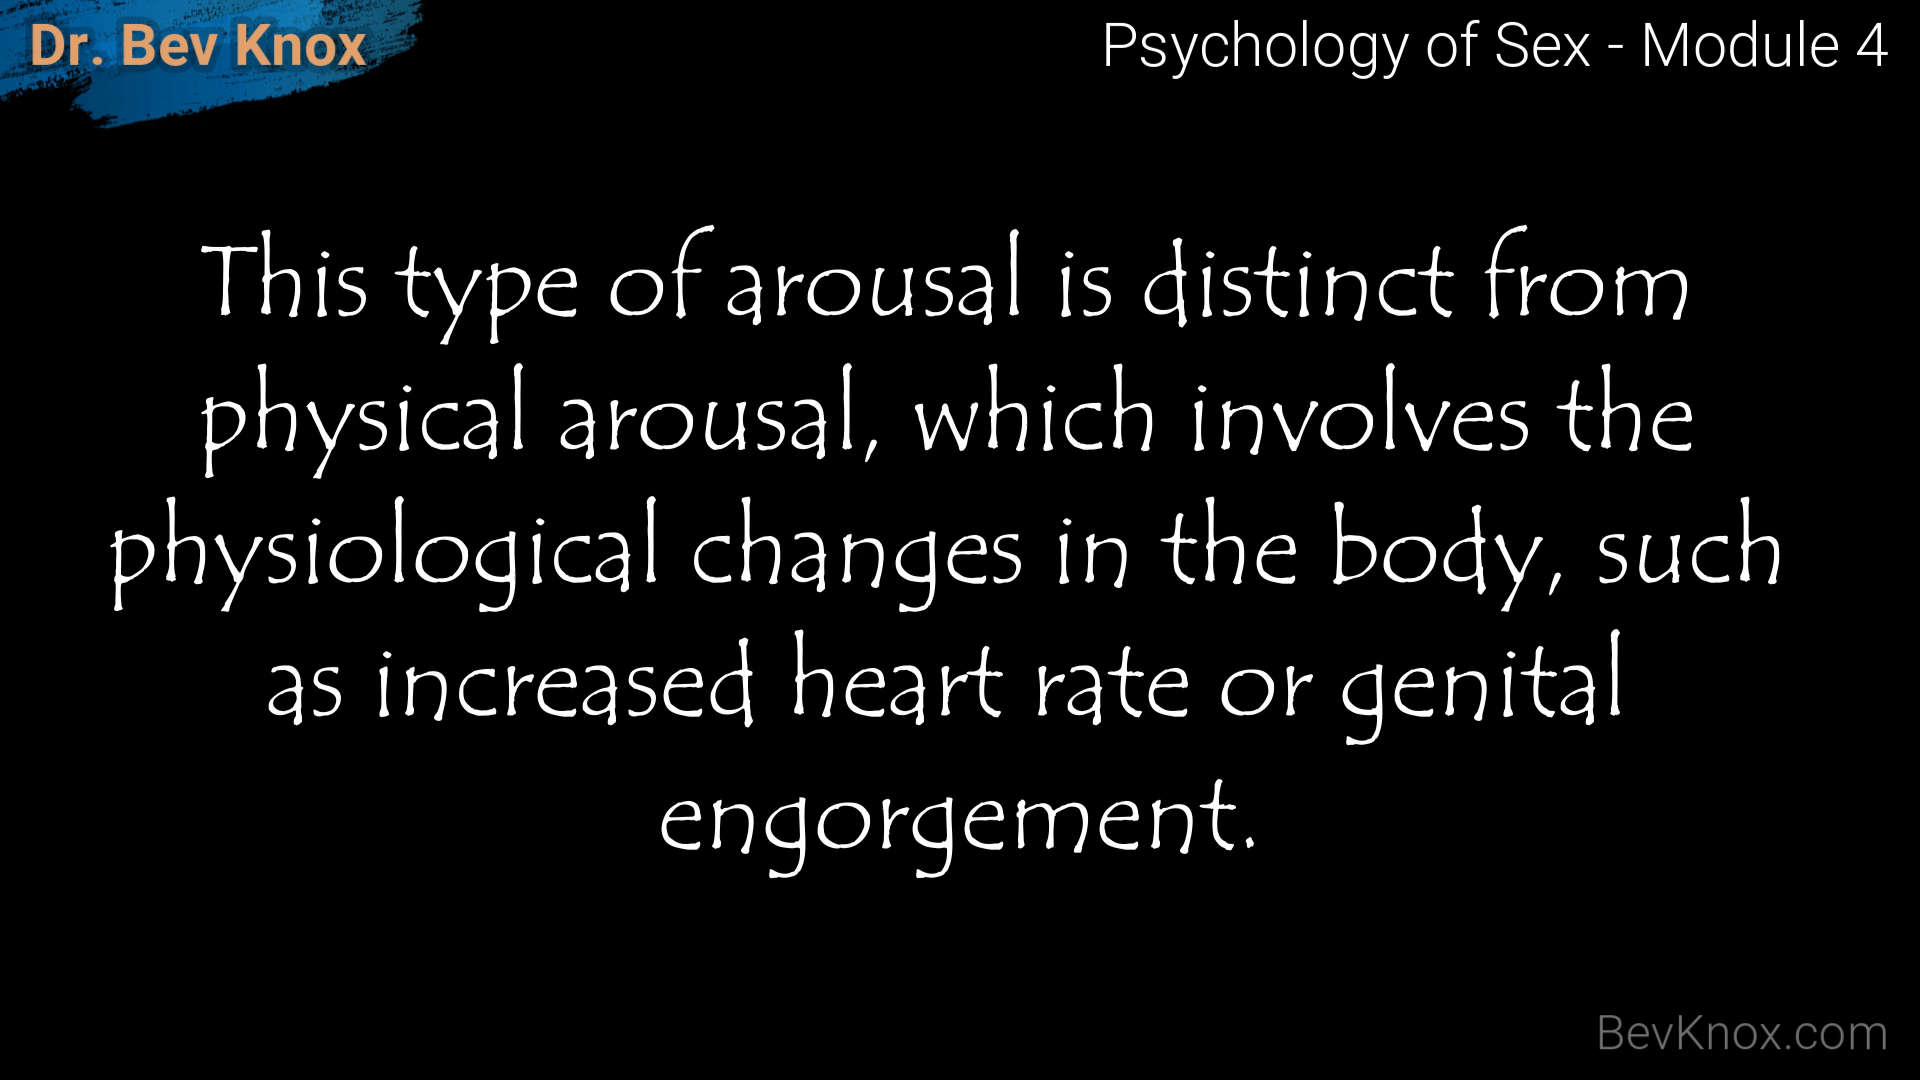 Dr. Bev Knox
Psychology of Sex - Module 4
This type of arousal is distinct from
physical arousal, which involves the
physiological changes in the body, such
as increased heart rate or genital
engorgement.
BevKnox.com